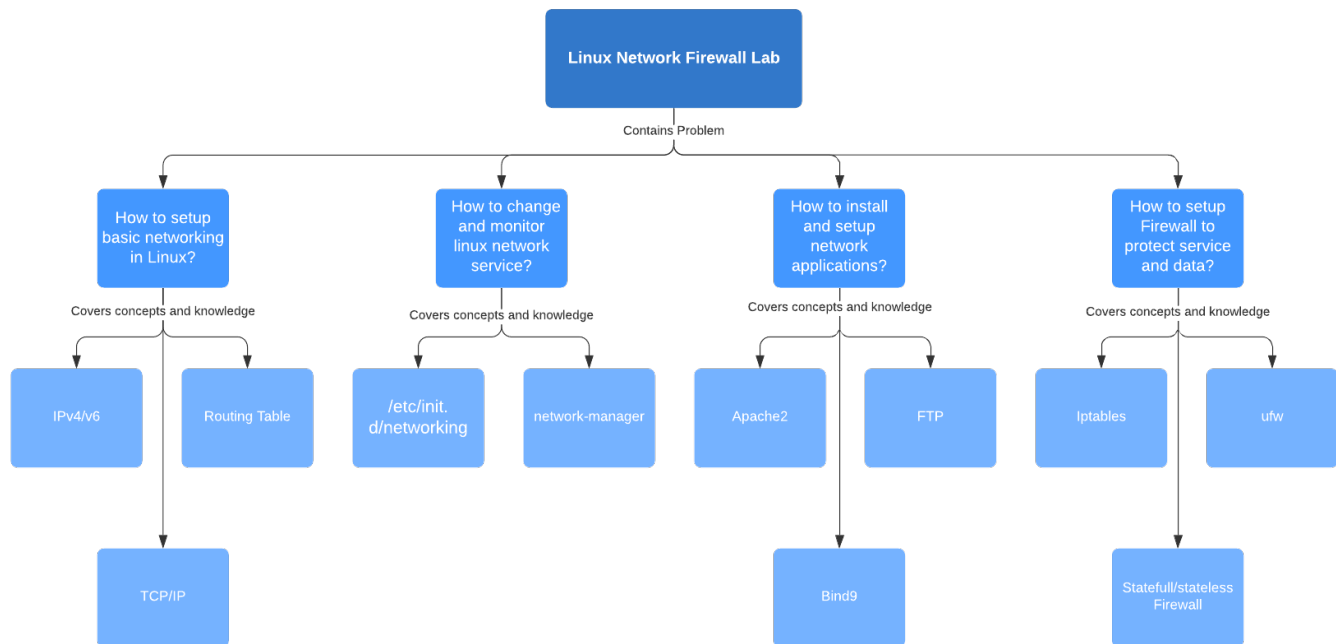 Linux Network Firewall Lab
Contains Problem
How to setup
basic networking
in Linux?
How to change
and monitor
linux network
service?
How to install
and setup
network
applications?
How to setup
Firewall to
protect service
and data?
Covers concepts and knowledge
Covers concepts and knowledge
Covers concepts and knowledge
Covers concepts and knowledge
IPv4/v6
Routing Table
/etc/init.
d/networking
network-manager
Apache2
FTP
Iptables
ufw
TCP/IP
Bind9
Statefull/stateless
Firewall